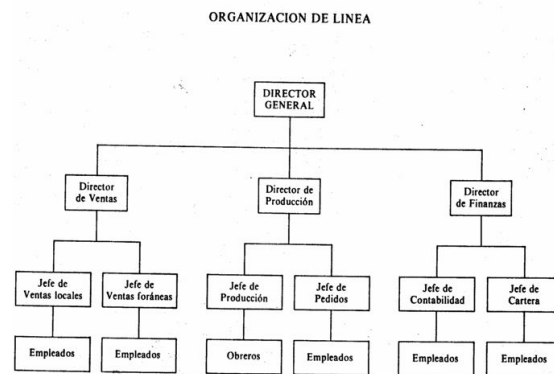 ORGANIZACION DE LINEA
DIRECTOR
GENERAL
Director
de Ventas
Director de
Producción
Director
de Finanzas
Jefe de
Ventas locales
Jefe de
Ventas foráneas
Jefe de
Producción
Jefe de
Pedidos
Jefe de
Contabilidad
Jefe de
Cartera
Empleados
Empleados
Obreros
Empleados
Empleados
Empleados